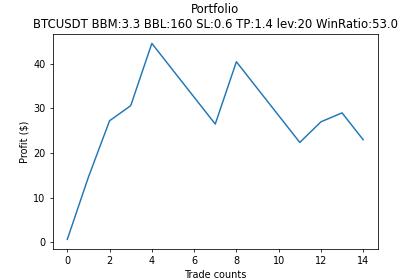 Portfolio
BTCUSDT BBM:3.3 BBL:160 SL:0.6 TP:1.4 lev:20 WinRatio:53.0
40
30
20
10
0
Profit ($)
0 2 4 6 8 10 12 14
Trade counts